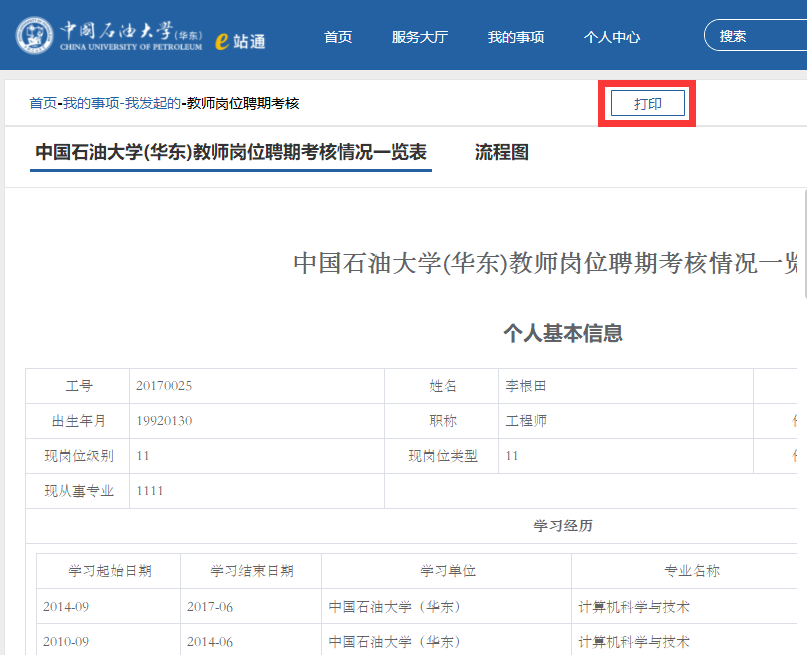 中国石油大学(华东) e站通 首页 服务大厅 我的事项 个人中心 搜索
CHINA UNIVERSITY OF PETROLEUM
首页-我的事项-我发起的-教师岗位聘期考核 打印
中国石油大学(华东)教师岗位聘期考核情况一览表 流程图
中国石油大学(华东)教师岗位聘期考核情况一览
个人基本信息
工号 20170025 姓名 李根田
出生年月 19920130 职称 工程师
现岗位级别 11 现岗位类型 11
现从事专业 1111
学习经历
学习起始日期 学习结束日期 学习单位 专业名称
2014-09 2017-06 中国石油大学（华东） 计算机科学与技术
2010-09 2014-06 中国石油大学（华东） 计算机科学与技术